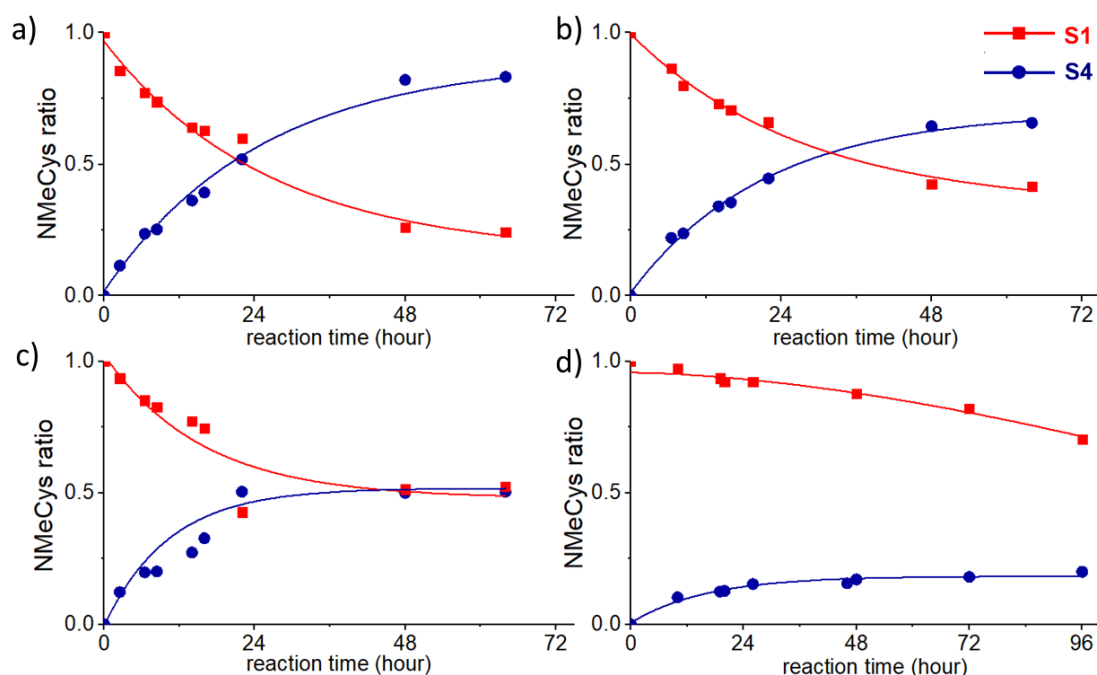 a)
1.0
0.5
0.0
NMeCys ratio
0
24
48
72
reaction time (hour)
b)
S1
S4
1.0
0.5
0.0
NMeCys ratio
0
24
48
72
reaction time (hour)
c)
1.0
0.5
0.0
NMeCys ratio
0
24
48
72
reaction time (hour)
d)
1.0
0.5
0.0
NMeCys ratio
0
24
48
72
96
reaction time (hour)